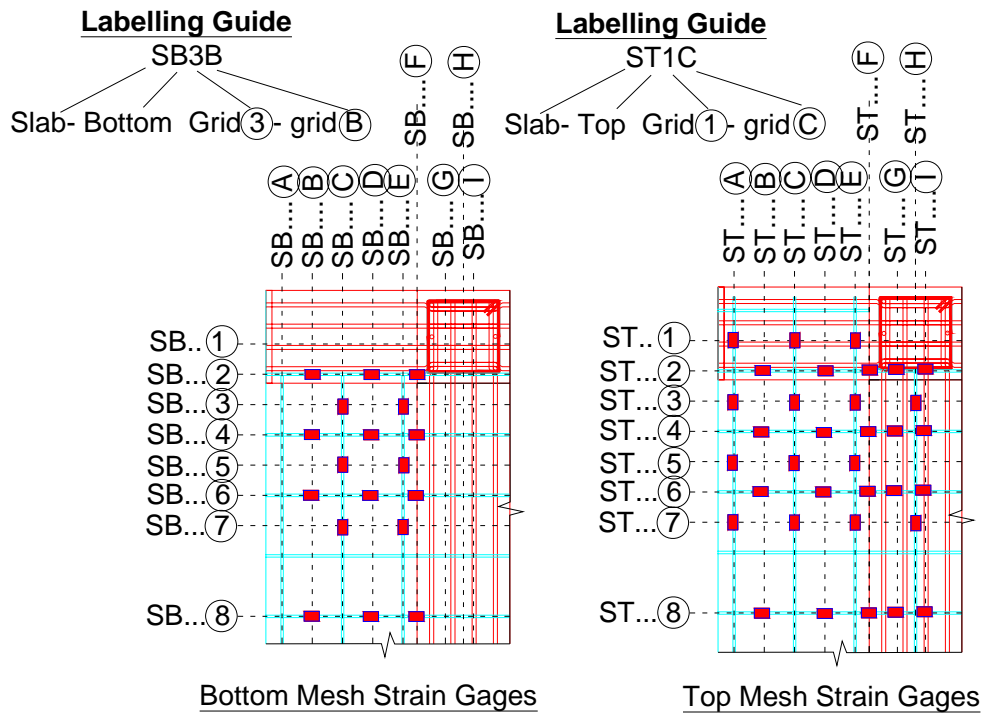 Labelling Guide
SB3B
Slab- Bottom Grid 3 - grid B
SB....F
SB....H
SB...A
SB...B
SB...C
SB...D
SB...E
SB...G
SB...I
SB.. 1
SB... 2
SB... 3
SB... 4
SB... 5
SB... 6
SB... 7
SB... 8
Bottom Mesh Strain Gages
Labelling Guide
ST1C
Slab- Top Grid 1 - grid C
ST....F
ST....H
ST...A
ST...B
ST...C
ST...D
ST...E
ST...G
ST...I
ST.. 1
ST... 2
ST... 3
ST... 4
ST... 5
ST... 6
ST... 7
ST... 8
Top Mesh Strain Gages